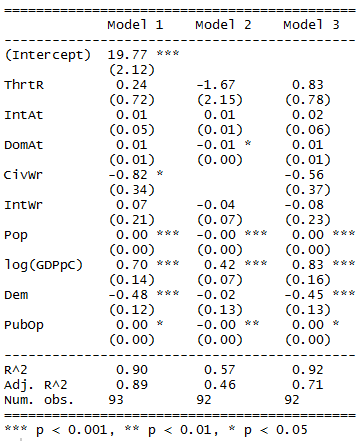 ==================================================
Model 1 Model 2 Model 3
--------------------------------------------------
(Intercept) 19.77 ***
(2.12)
ThrtR 0.24 -1.67 0.83
(0.72) (2.15) (0.78)
IntAt 0.01 0.01 0.02
(0.05) (0.01) (0.06)
DomAt 0.01 -0.01 * 0.01
(0.01) (0.00) (0.01)
CivWr -0.82 * -0.56
(0.34) (0.37)
IntWr 0.07 -0.04 -0.08
(0.21) (0.07) (0.23)
Pop 0.00 *** -0.00 *** 0.00 ***
(0.00) (0.00) (0.00)
log(GDPpC) 0.70 *** 0.42 *** 0.83 ***
(0.14) (0.07) (0.16)
Dem -0.48 *** -0.02 -0.45 ***
(0.12) (0.13) (0.13)
PubOp 0.00 * -0.00 ** 0.00 *
(0.00) (0.00) (0.00)
--------------------------------------------------
R^2 0.90 0.57 0.92
Adj. R^2 0.89 0.46 0.71
Num. obs. 93 92 92
==================================================
*** p < 0.001, ** p < 0.01, * p < 0.05